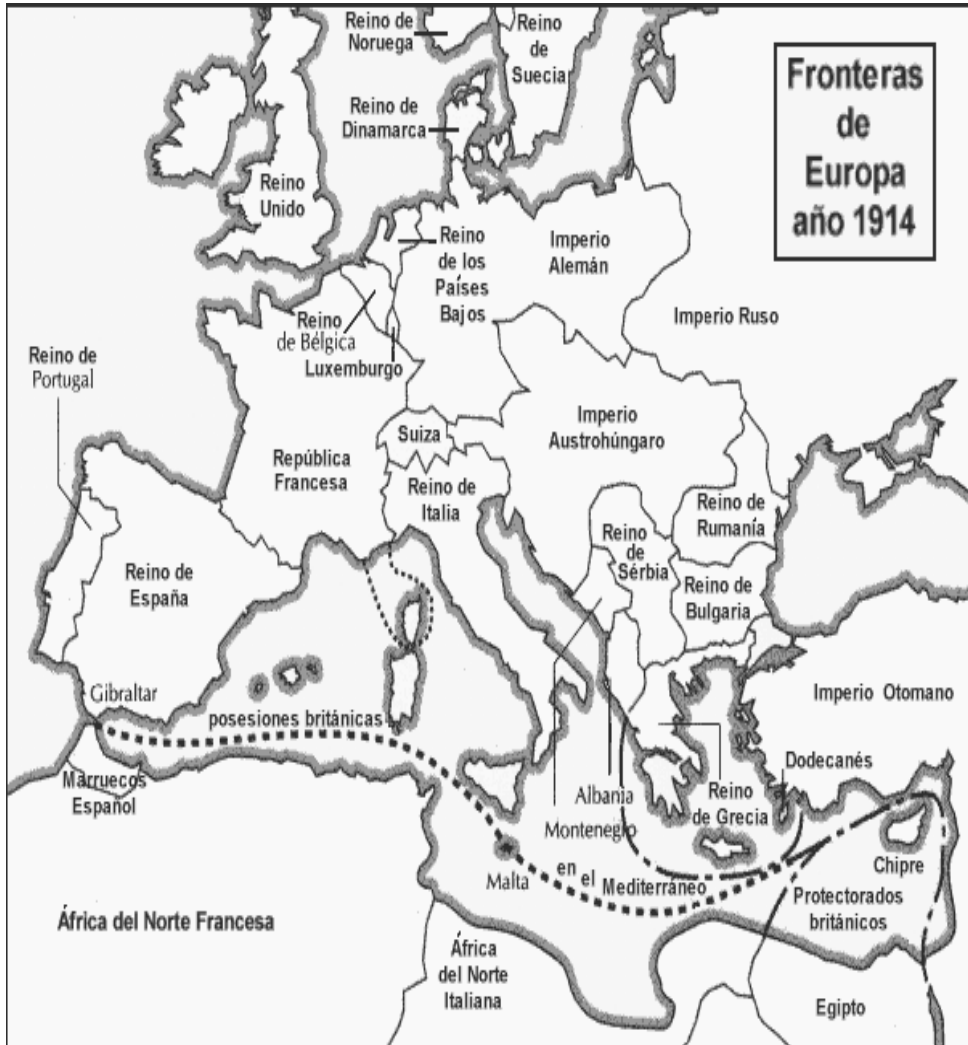 Reino de
Noruega
Reino
de
Suecia
Fronteras
de
Europa
año 1914
Reino de
Dinamarca
Reino
Unido
Reino
de los
Países
Bajos
Imperio
Alemán
Imperio Ruso
Reino
de Bélgica
Luxemburgo
Reino de
Portugal
Imperio
Austrohúngaro
Suiza
República
Francesa
Reino de
Italia
Reino de
Rumanía
Reino
de
Sérbia
Reino de
España
Reino de
Bulgaria
Gibraltar
posesiones británicas
Imperio Otomano
Marruecos
Español
Dodecanés
Albania
Reino
de Grecia
Montenegro
Malta
en
el
Mediterráneo
Chipre
Protectorados
británicos
África del Norte Francesa
África
del Norte
Italiana
Egipto